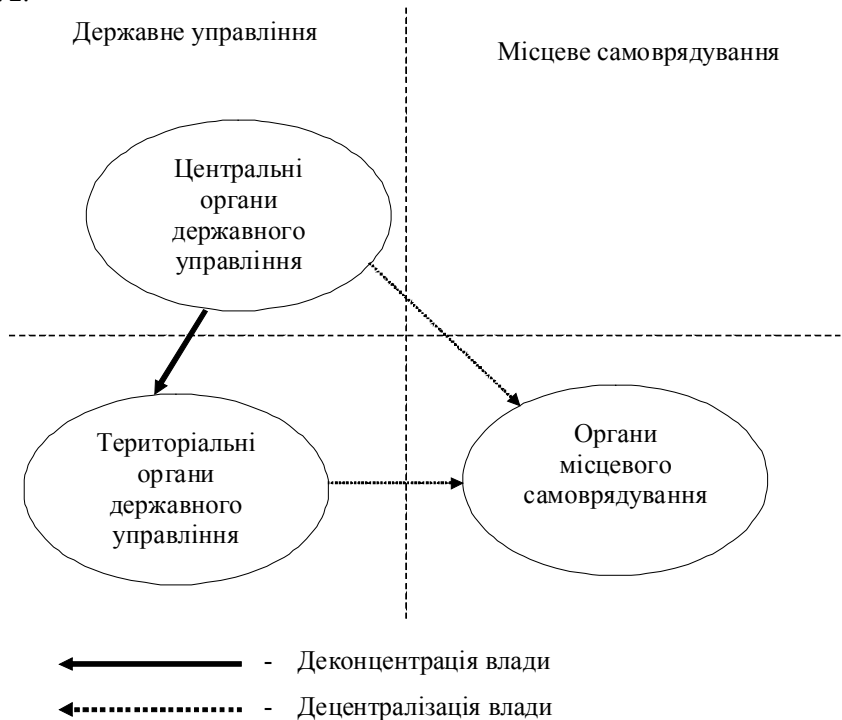 Державне управління
Місцеве самоврядування
Центральні
органи
державного
управління
Територіальні
органи
державного
управління
Органи
місцевого
самоврядування
- Деконцентрація влади
- Децентралізація влади